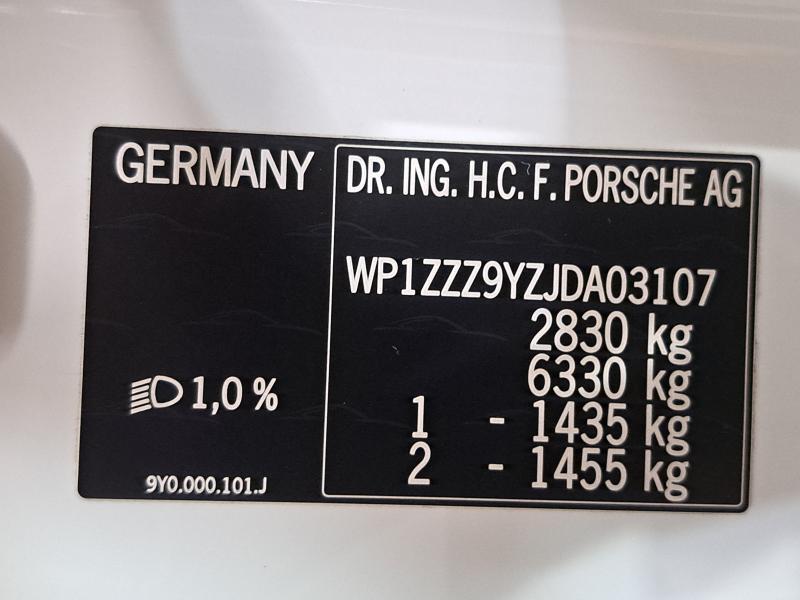 GERMANY
DR. ING. H.C. F. PORSCHE AG
WP1ZZZ9YZJDA03107
2830 kg
6330 kg
1 - 1435 kg
2 - 1455 kg
1,0 %
9Y0.000.101.J